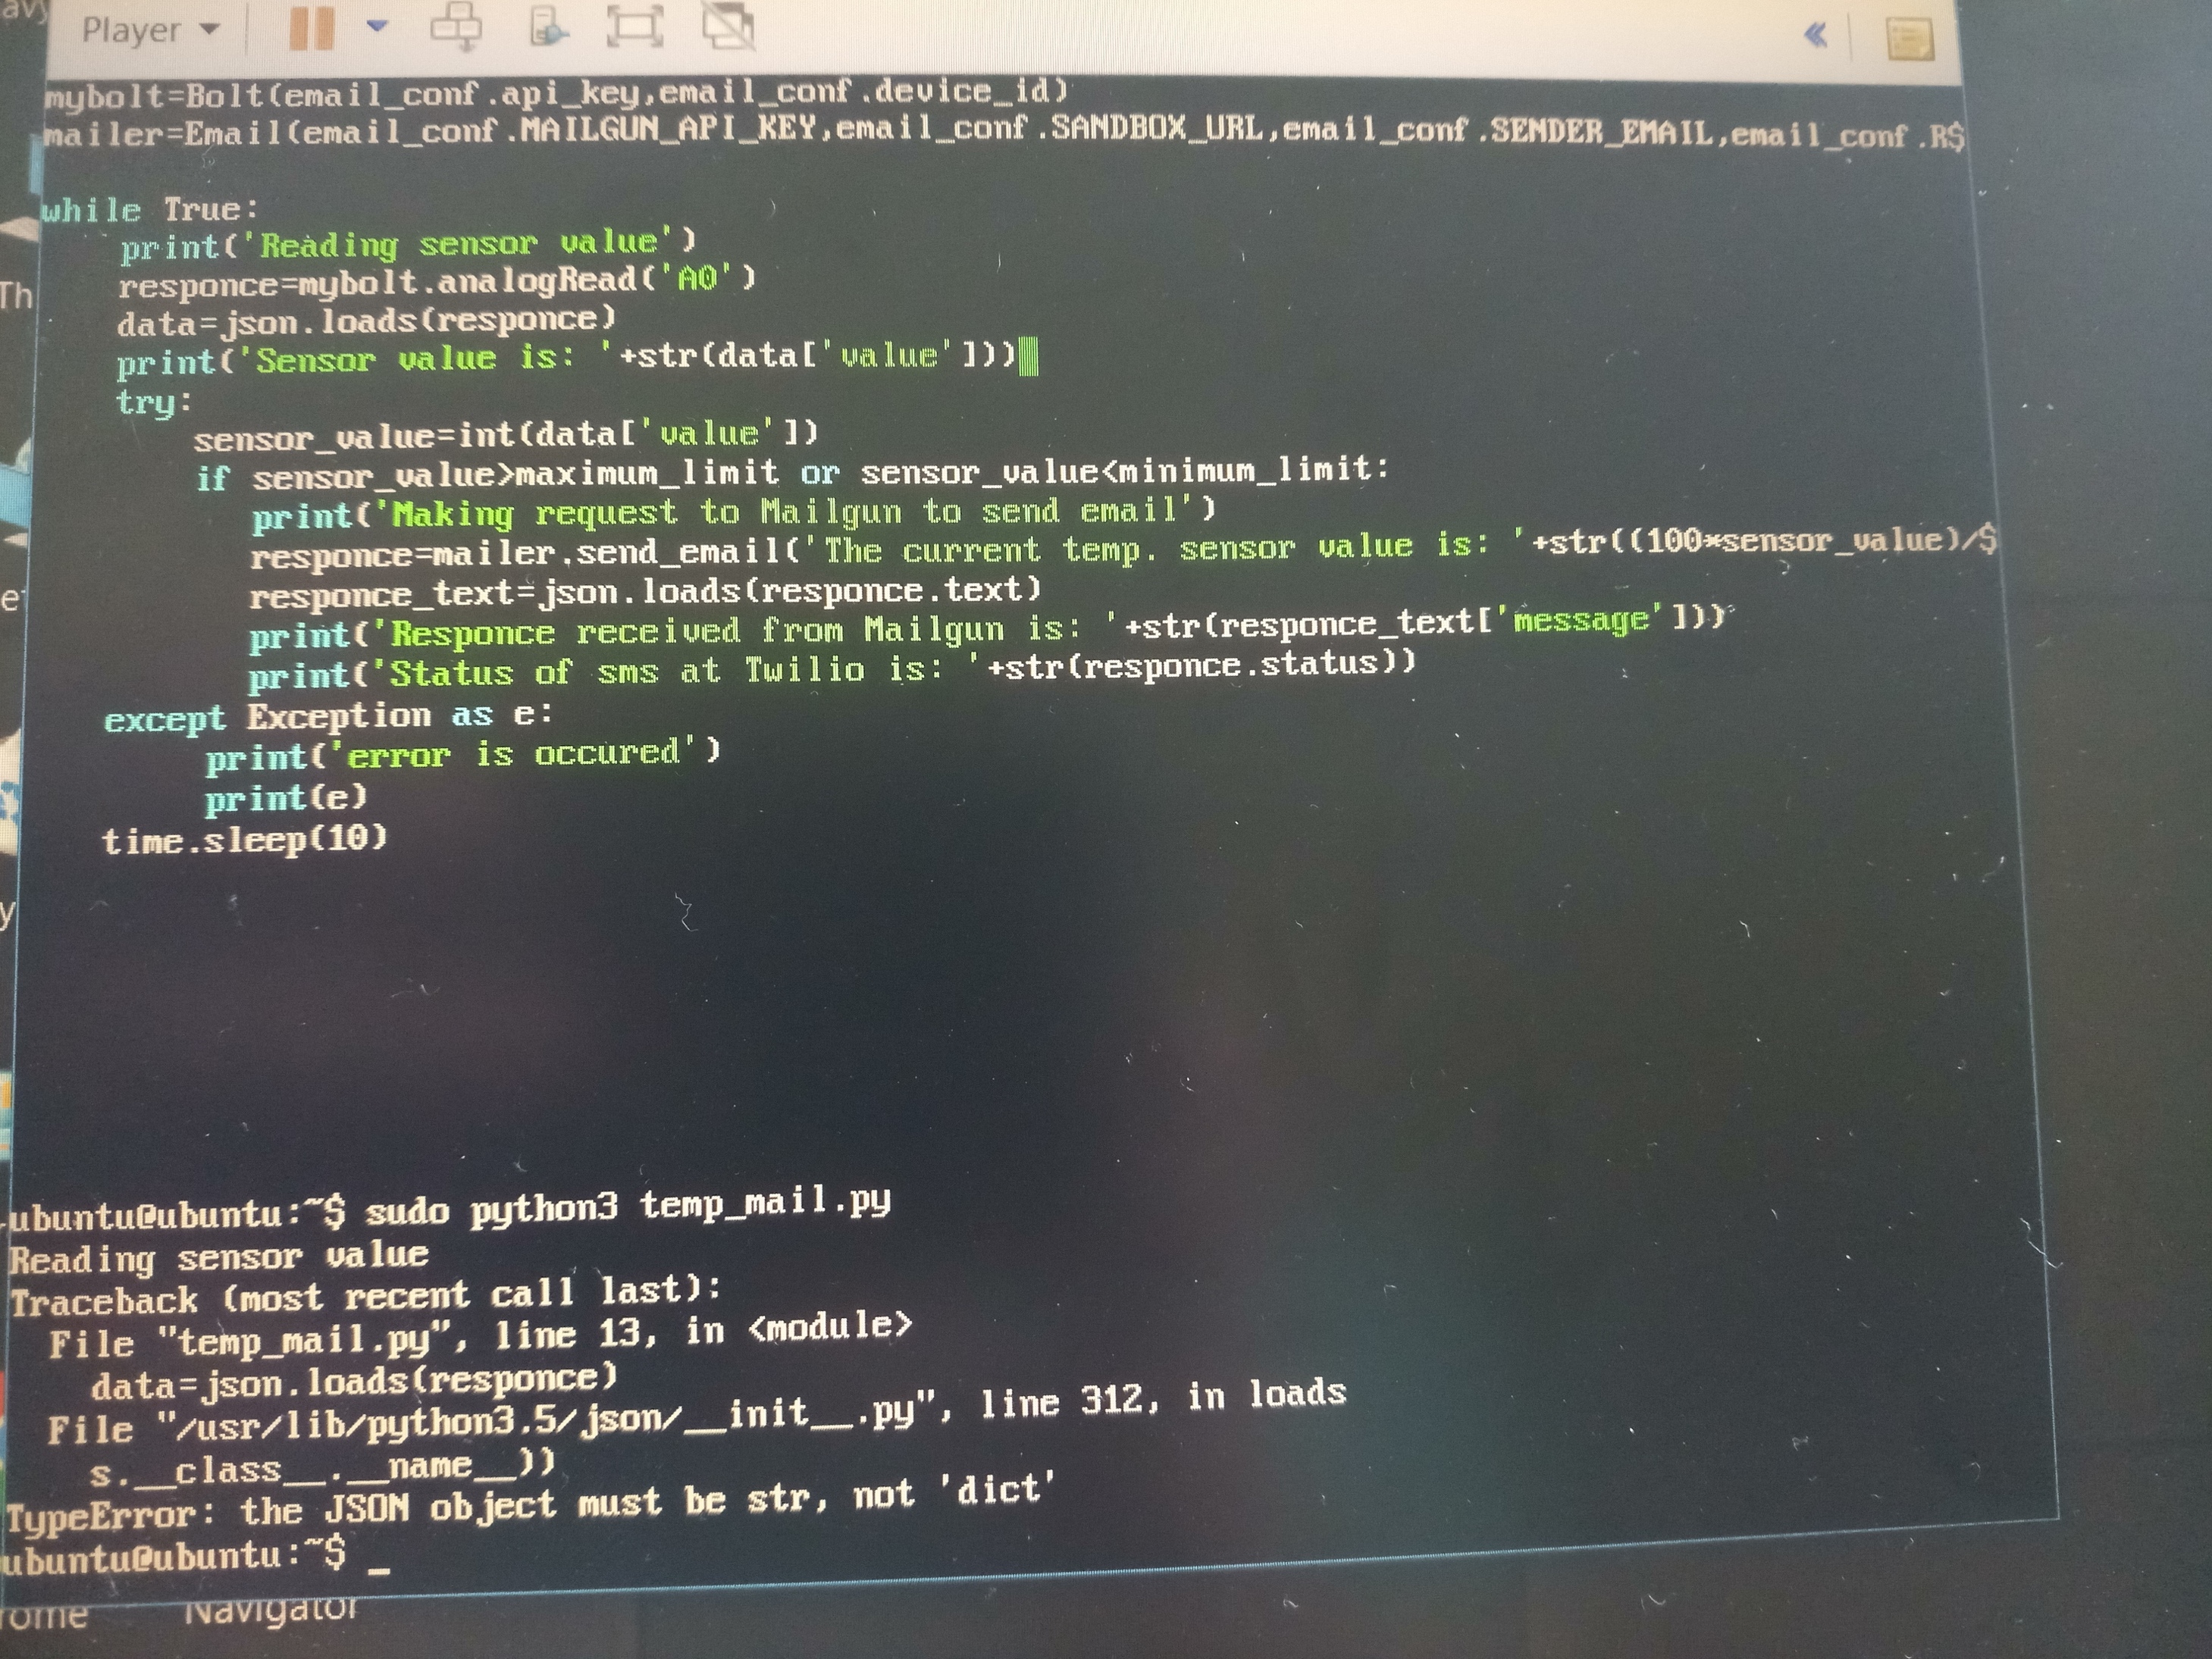 Player
mybolt=Bolt(email_conf.api_key,email_conf.device_id)
mailer=Email(email_conf.MAILGUN_API_KEY,email_conf.SANDBOX_URL,email_conf.SENDER_EMAIL,email_conf.R$
while True:
print('Reading sensor value')
responce=mybolt.analogRead('A0')
data=json.loads(responce)
print('Sensor value is: '+str(data['value']))
try:
sensor_value=int(data['value'])
if sensor_value>maximum_limit or sensor_value<minimum_limit:
print('Making request to Mailgun to send email')
responce=mailer.send_email('The current temp. sensor value is: '+str((100*sensor_value)/$
responce_text=json.loads(responce.text)
print('Responce received from Mailgun is: '+str(responce_text['message']))
print('Status of sms at Twilio is: '+str(responce.status))
except Exception as e:
print('error is occured')
print(e)
time.sleep(10)
ubuntu@ubuntu:~$ sudo python3 temp_mail.py
Reading sensor value
Traceback (most recent call last):
File "temp_mail.py", line 13, in <module>
data=json.loads(responce)
File "/usr/lib/python3.5/json/__init__.py", line 312, in loads
s.__class__.__name__))
TypeError: the JSON object must be str, not 'dict'
ubuntu@ubuntu:~$ _
Navigator